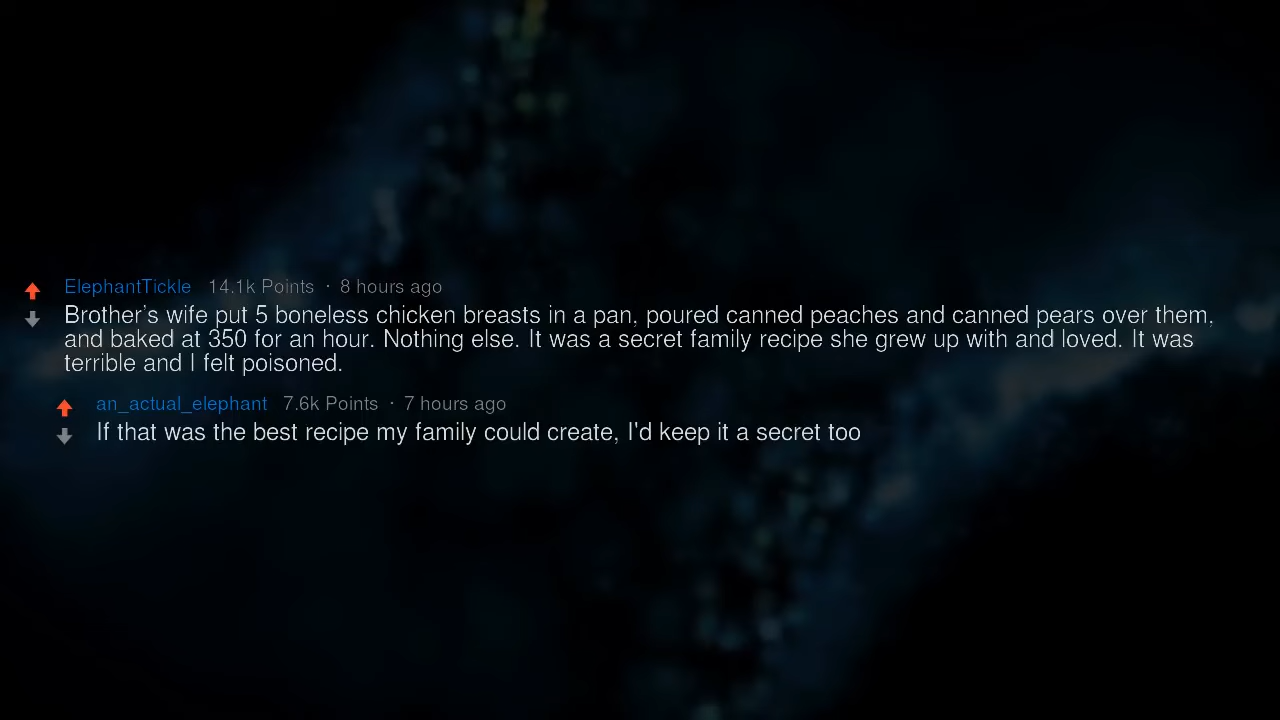 ElephantTickle 14.1k Points · 8 hours ago
Brother's wife put 5 boneless chicken breasts in a pan, poured canned peaches and canned pears over them,
and baked at 350 for an hour. Nothing else. It was a secret family recipe she grew up with and loved. It was
terrible and I felt poisoned.
an_actual_elephant 7.6k Points · 7 hours ago
If that was the best recipe my family could create, I'd keep it a secret too